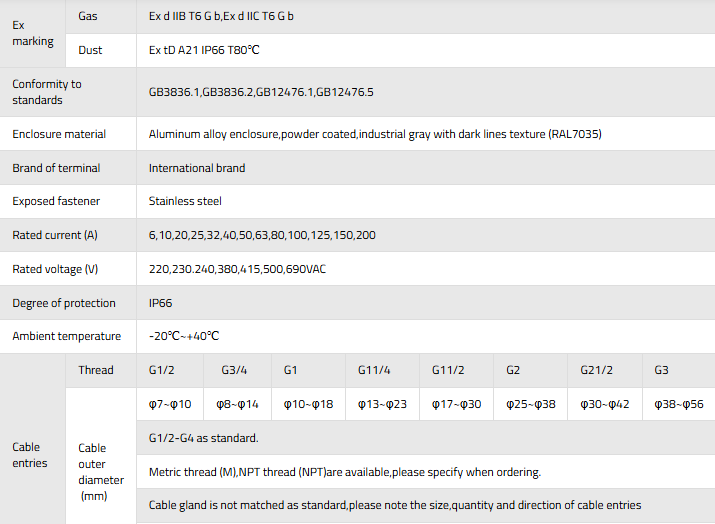 Ex marking
Gas
Ex d IIB T6 G b,Ex d IIC T6 G b
Dust
Ex tD A21 IP66 T80℃
Conformity to standards
GB3836.1,GB3836.2,GB12476.1,GB12476.5
Enclosure material
Aluminum alloy enclosure,powder coated,industrial gray with dark lines texture (RAL7035)
Brand of terminal
International brand
Exposed fastener
Stainless steel
Rated current (A)
6,10,20,25,32,40,50,63,80,100,125,150,200
Rated voltage (V)
220,230.240,380,415,500,690VAC
Degree of protection
IP66
Ambient temperature
-20℃~+40℃
Cable entries
Thread
G1/2 G3/4 G1 G11/4 G11/2 G2 G21/2 G3
Cable outer diameter (mm)
φ7~φ10 φ8~φ14 φ10~φ18 φ13~φ23 φ17~φ30 φ25~φ38 φ30~φ42 φ38~φ56
G1/2-G4 as standard.
Metric thread (M),NPT thread (NPT)are available,please specify when ordering.
Cable gland is not matched as standard,please note the size,quantity and direction of cable entries